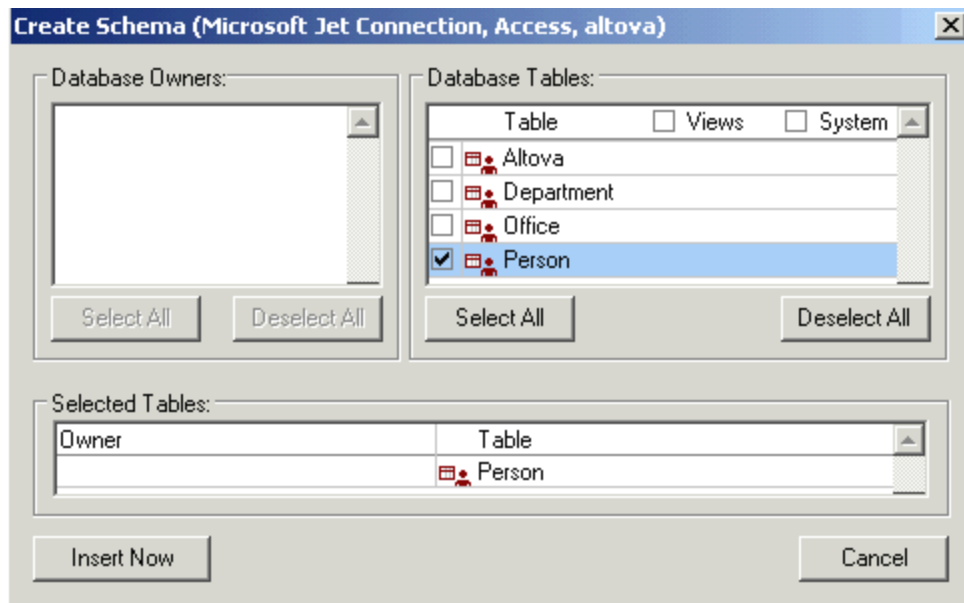 Create Schema (Microsoft Jet Connection, Access, altova)
Database Owners:
Select All
Deselect All
Database Tables:
Table Views System
Altova
Department
Office
Person
Select All
Deselect All
Selected Tables:
Owner Table
Person
Insert Now
Cancel